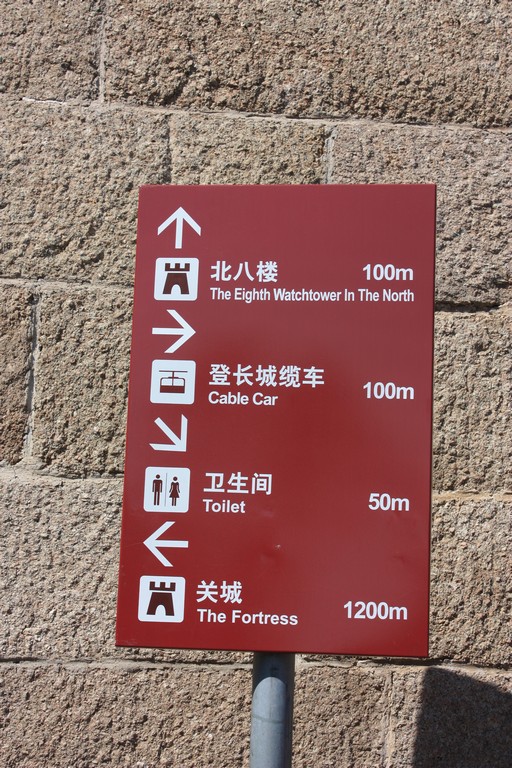 北八楼 100m
The Eighth Watchtower In The North
登长城缆车 100m
Cable Car
卫生间 50m
Toilet
关城 1200m
The Fortress